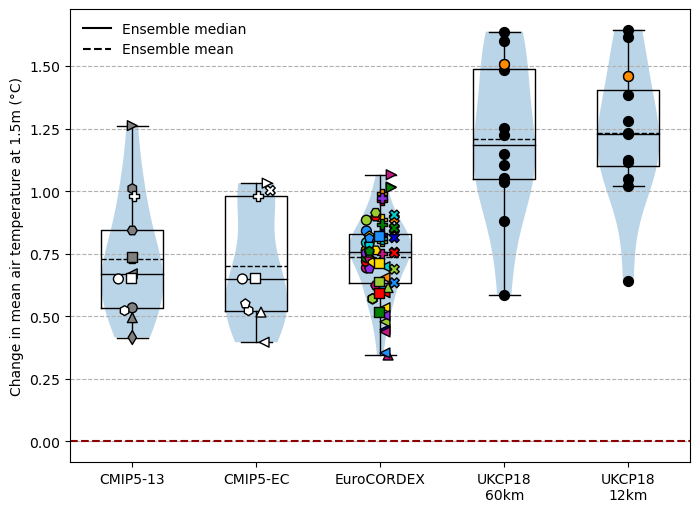 Ensemble median
Ensemble mean
Change in mean air temperature at 1.5m (°C)
1.50
1.25
1.00
0.75
0.50
0.25
0.00
CMIP5-13
CMIP5-EC
EuroCORDEX
UKCP18
60km
UKCP18
12km